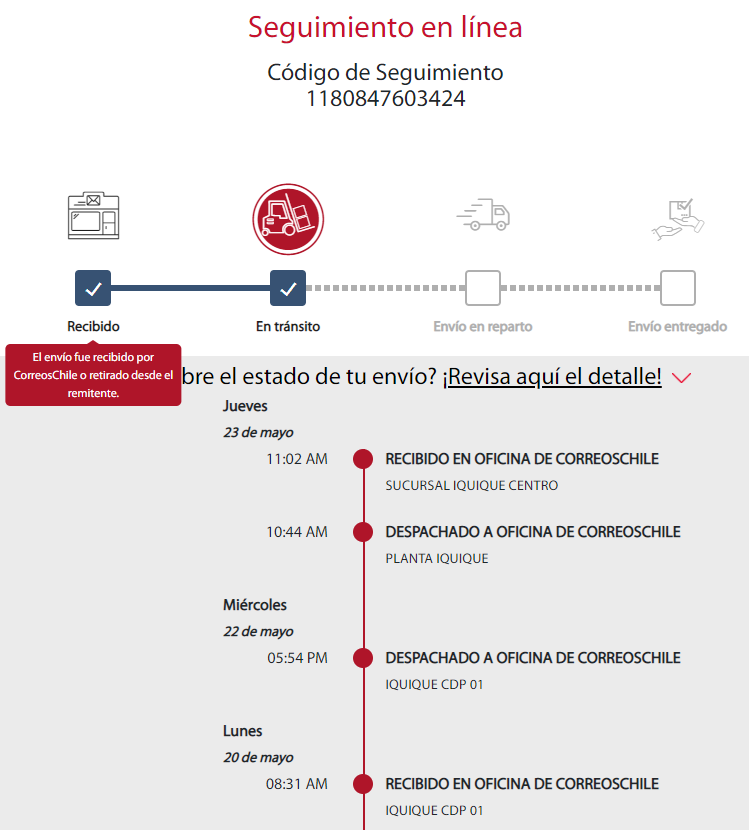 Seguimiento en línea
Código de Seguimiento
1180847603424
Recibido
En tránsito
Envío en reparto
Envío entregado
El envío fue recibido por
CorreosChile o retirado desde el
remitente.
bre el estado de tu envío? ¡Revisa aquí el detalle!
Jueves
23 de mayo
11:02 AM
RECIBIDO EN OFICINA DE CORREOSCHILE
SUCURSAL IQUIQUE CENTRO
10:44 AM
DESPACHADO A OFICINA DE CORREOSCHILE
PLANTA IQUIQUE
Miércoles
22 de mayo
05:54 PM
DESPACHADO A OFICINA DE CORREOSCHILE
IQUIQUE CDP 01
Lunes
20 de mayo
08:31 AM
RECIBIDO EN OFICINA DE CORREOSCHILE
IQUIQUE CDP 01